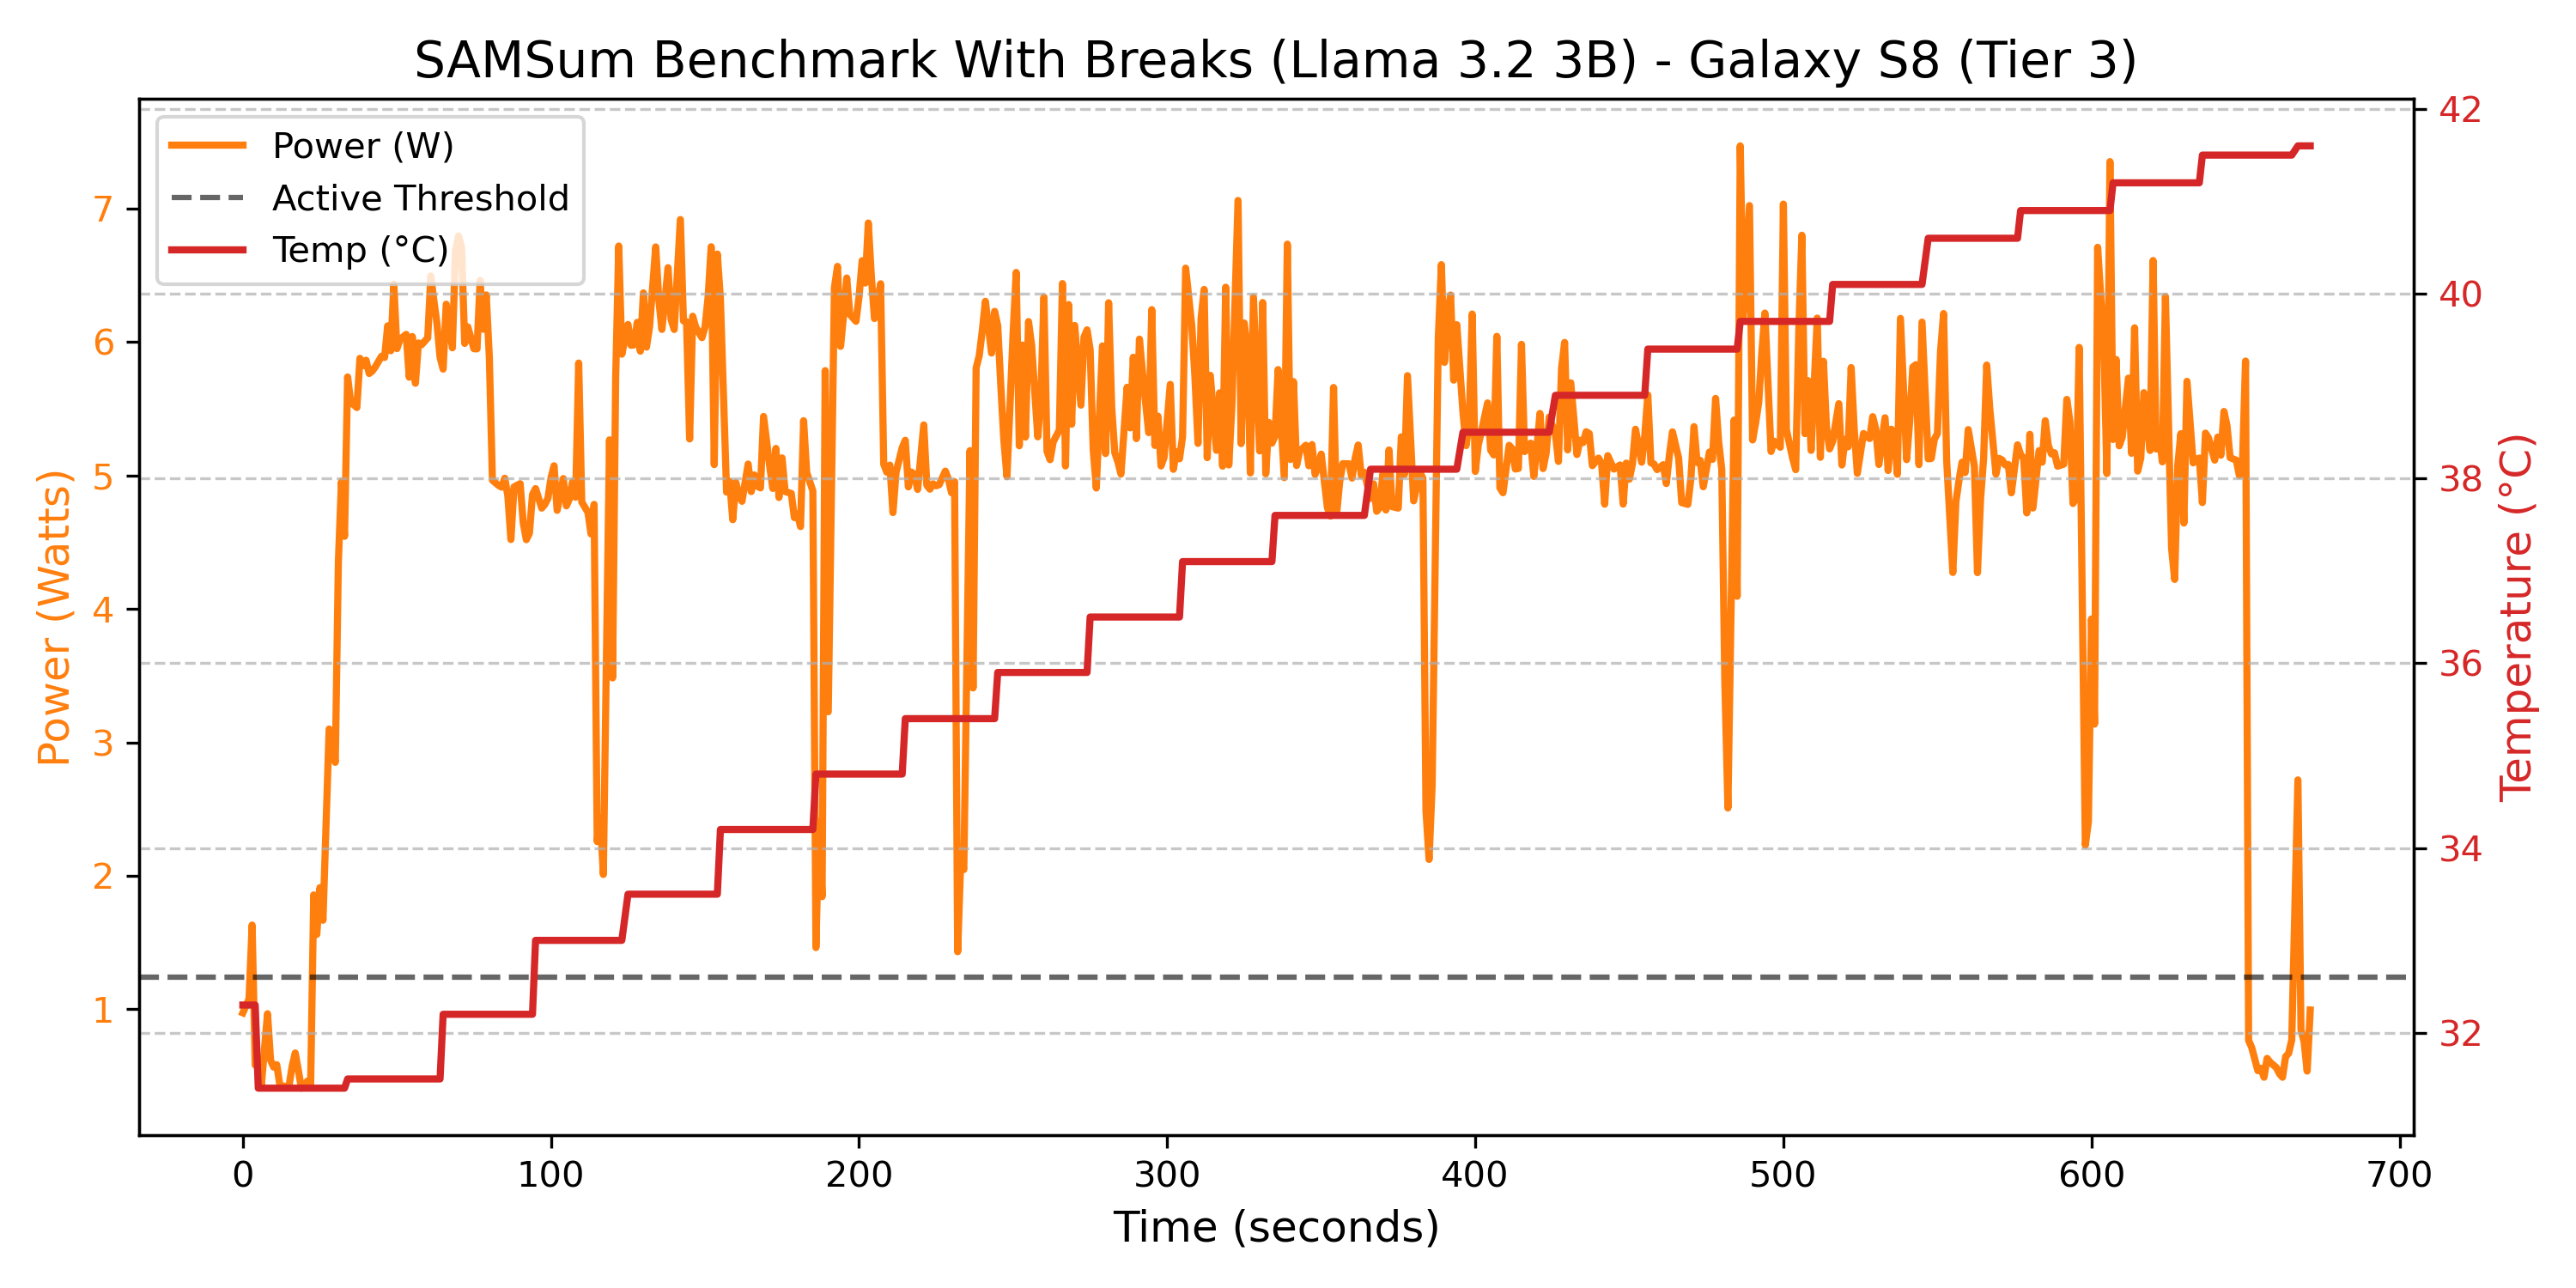 SAMSum Benchmark With Breaks (Llama 3.2 3B) - Galaxy S8 (Tier 3)
Power (W)
Active Threshold
Temp (°C)
Power (Watts)
7
6
5
4
3
2
1
42
40
38
36
34
32
Temperature (°C)
0 100 200 300 400 500 600 700
Time (seconds)